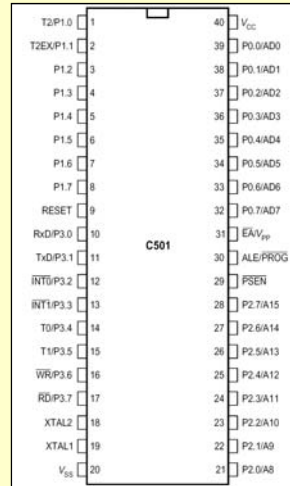 T2/P1.0 1 40 VCC
T2EX/P1.1 2 39 P0.0/AD0
P1.2 3 38 P0.1/AD1
P1.3 4 37 P0.2/AD2
P1.4 5 36 P0.3/AD3
P1.5 6 35 P0.4/AD4
P1.6 7 34 P0.5/AD5
P1.7 8 33 P0.6/AD6
RESET 9 32 P0.7/AD7
RxD/P3.0 10 31 EA/VPP
C501
TxD/P3.1 11 30 ALE/PROG
INT0/P3.2 12 29 PSEN
INT1/P3.3 13 28 P2.7/A15
T0/P3.4 14 27 P2.6/A14
T1/P3.5 15 26 P2.5/A13
WR/P3.6 16 25 P2.4/A12
RD/P3.7 17 24 P2.3/A11
XTAL2 18 23 P2.2/A10
XTAL1 19 22 P2.1/A9
VSS 20 21 P2.0/A8